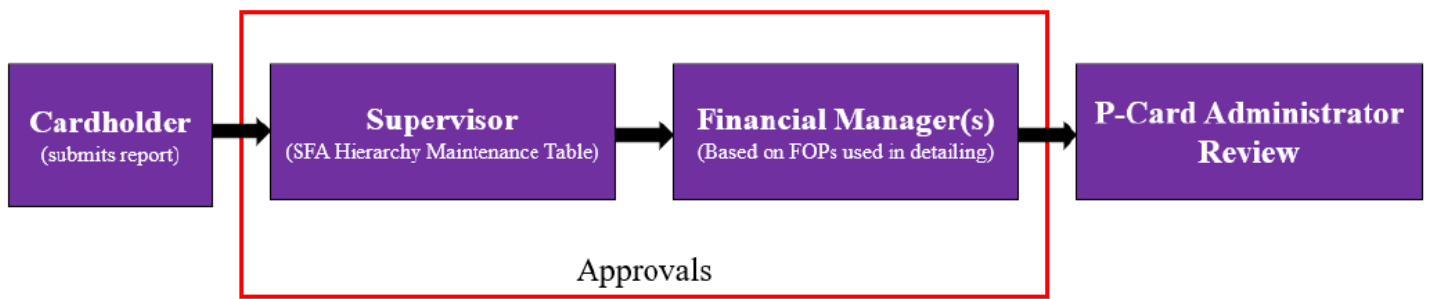 Cardholder
(submits report)
Supervisor
(SFA Hierarchy Maintenance Table)
Financial Manager(s)
(Based on FOPs used in detailing)
P-Card Administrator
Review
Approvals